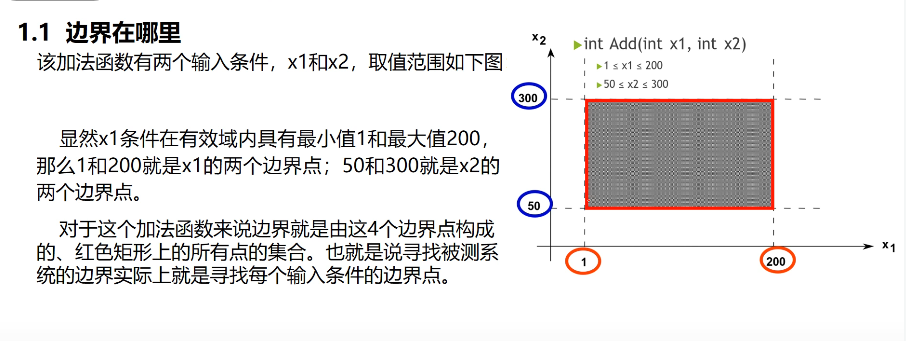 1.1 边界在哪里
该加法函数有两个输入条件，x1和x2，取值范围如下图
显然x1条件在有效域内具有最小值1和最大值200，
那么1和200就是x1的两个边界点；50和300就是x2的
两个边界点。
对于这个加法函数来说边界就是由这4个边界点构成
的、红色矩形上的所有点的集合。也就是说寻找被测系
统的边界实际上就是寻找每个输入条件的边界点。
x2
int Add(int x1, int x2)
1 ≤ x1 ≤ 200
50 ≤ x2 ≤ 300
300
50
x1
1
200